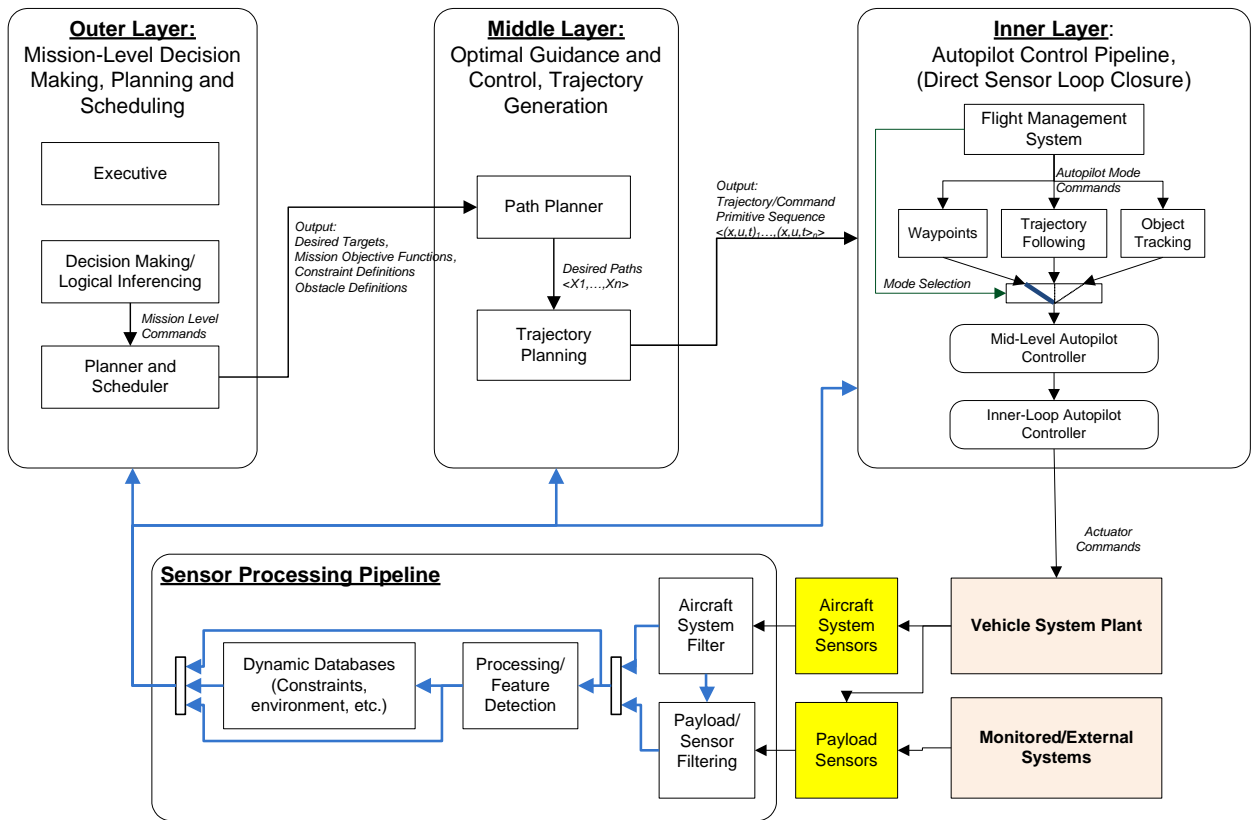 Outer Layer:
Mission-Level Decision
Making, Planning and
Scheduling
Executive
Decision Making/
Logical Inferencing
Mission Level
Commands
Planner and
Scheduler
Output:
Desired Targets,
Mission Objective Functions,
Constraint Definitions
Obstacle Definitions
Middle Layer:
Optimal Guidance and
Control, Trajectory
Generation
Path Planner
Desired Paths
<X1,…,Xn>
Trajectory
Planning
Output:
Trajectory/Command
Primitive Sequence
<(x,u,t)₁…,(x,u,t>ₙ>
Inner Layer:
Autopilot Control Pipeline,
(Direct Sensor Loop Closure)
Flight Management
System
Autopilot Mode
Commands
Waypoints
Trajectory
Following
Object
Tracking
Mode Selection
Mid-Level Autopilot
Controller
Inner-Loop Autopilot
Controller
Actuator
Commands
Sensor Processing Pipeline
Dynamic Databases
(Constraints,
environment, etc.)
Processing/
Feature
Detection
Aircraft
System
Filter
Payload/
Sensor
Filtering
Aircraft
System
Sensors
Payload
Sensors
Vehicle System Plant
Monitored/External
Systems